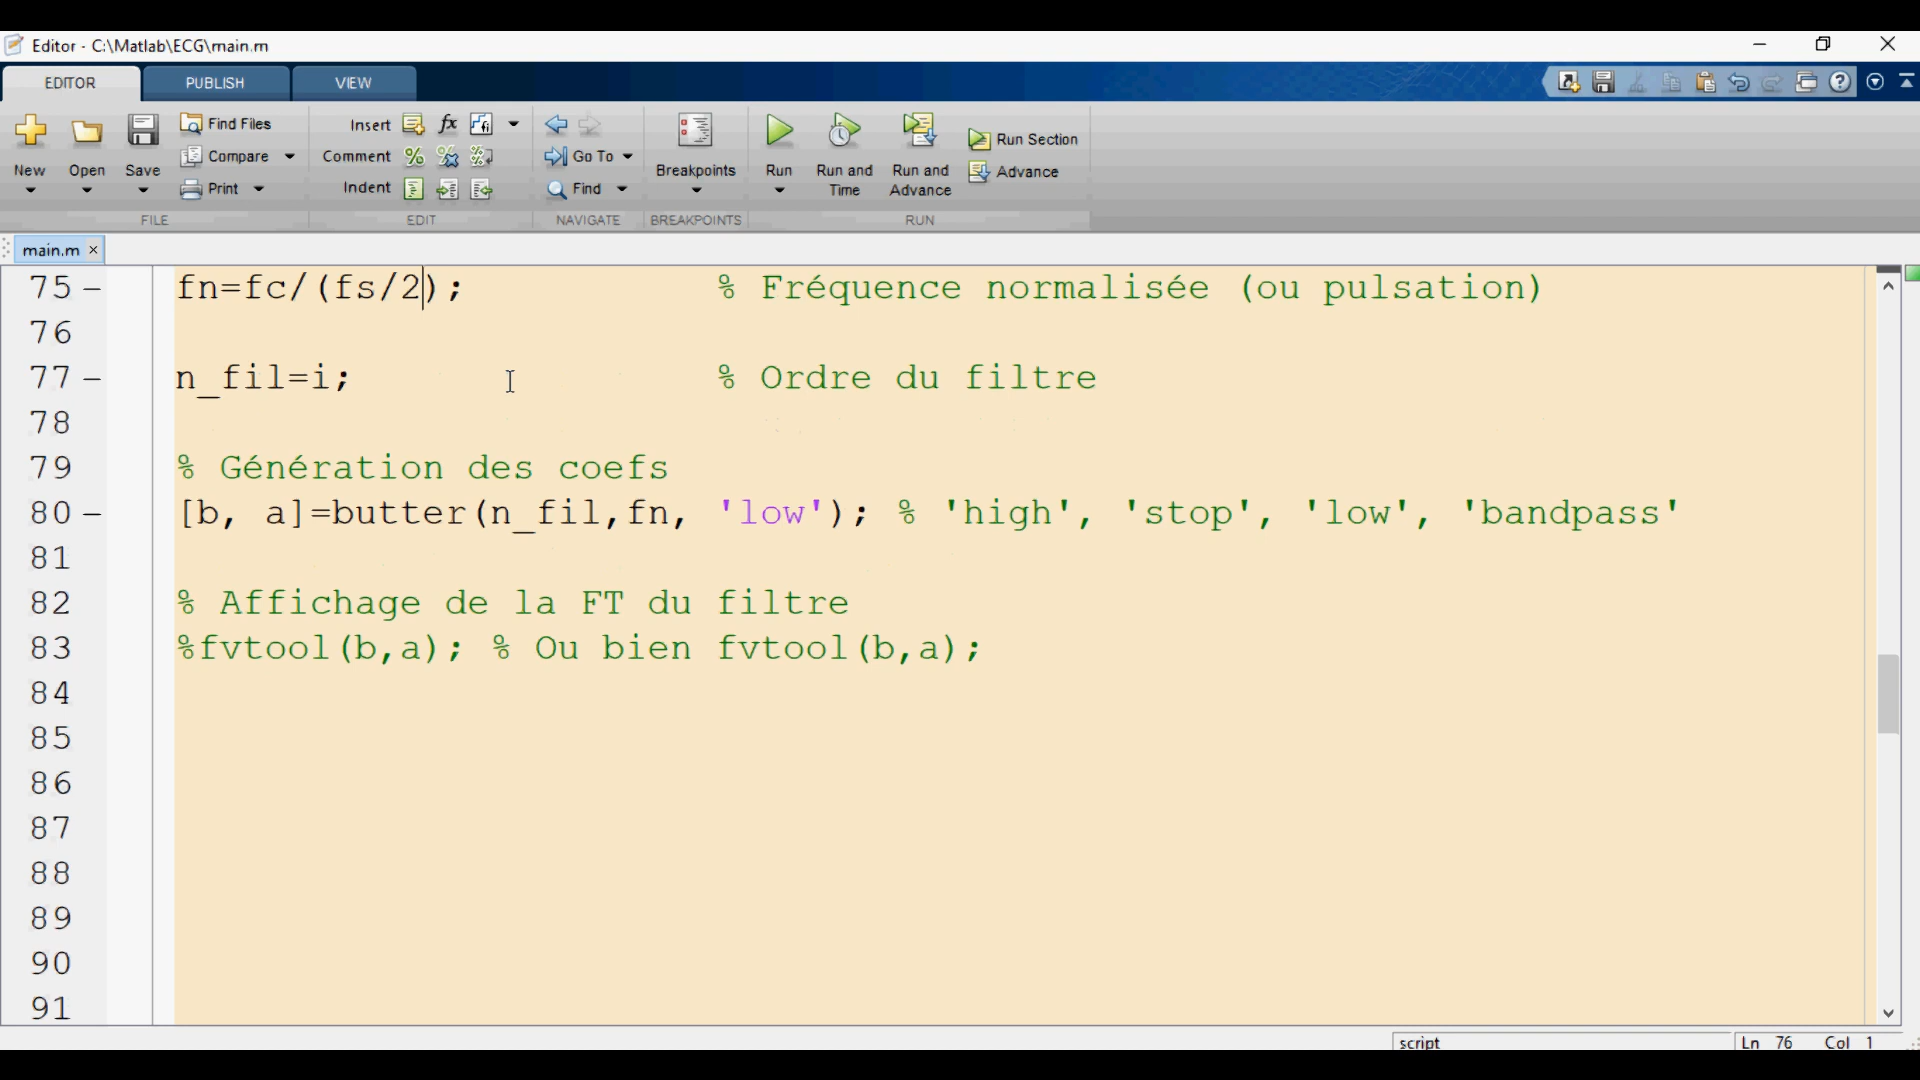 Editor - C:\Matlab\ECG\main.m
EDITOR PUBLISH VIEW
New Open Save Find Files Compare Print
Insert Comment Indent
fx
Go To Find
Breakpoints
Run Run and Time Run and Advance Run Section Advance
FILE EDIT NAVIGATE BREAKPOINTS RUN
main.m
75 – fn=fc/(fs/2); % Fréquence normalisée (ou pulsation)
76
77 – n_fil=i; % Ordre du filtre
78
79 % Génération des coefs
80 – [b, a]=butter(n_fil,fn, 'low'); % 'high', 'stop', 'low', 'bandpass'
81
82 % Affichage de la FT du filtre
83 %fvtool(b,a); % Ou bien fvtool(b,a);
84
85
86
87
88
89
90
91
script Ln 76 Col 1